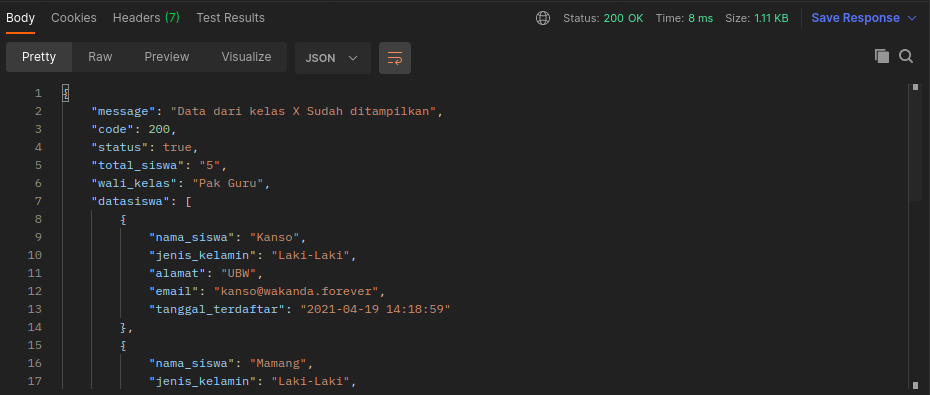 Body Cookies Headers (7) Test Results Status: 200 OK Time: 8 ms Size: 1.11 KB Save Response
Pretty Raw Preview Visualize JSON
1 {
2 "message": "Data dari kelas X Sudah ditampilkan",
3 "code": 200,
4 "status": true,
5 "total_siswa": "5",
6 "wali_kelas": "Pak Guru",
7 "datasiswa": [
8 {
9 "nama_siswa": "Kanso",
10 "jenis_kelamin": "Laki-Laki",
11 "alamat": "UBW",
12 "email": "kanso@wakanda.forever",
13 "tanggal_terdaftar": "2021-04-19 14:18:59"
14 },
15 {
16 "nama_siswa": "Mamang",
17 "jenis_kelamin": "Laki-Laki",